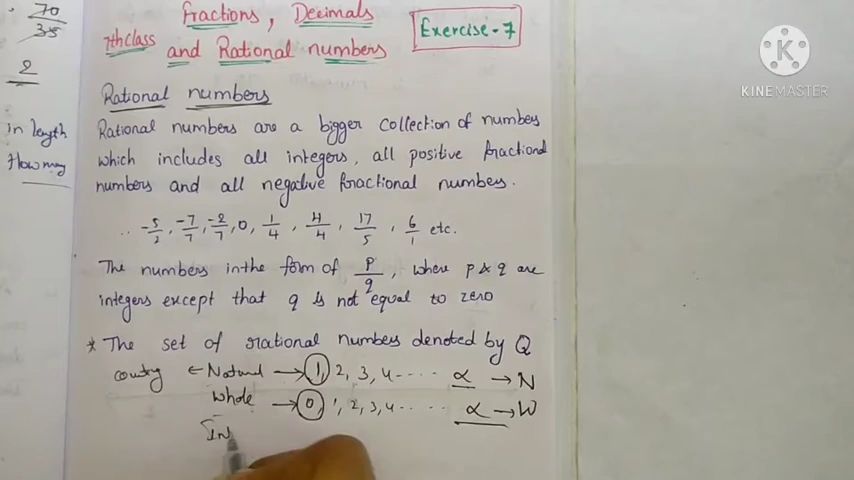 70
35
2
in length
How many
7th class
Fractions, Decimals
and Rational numbers
Exercise-7
K
KINEMASTER
Rational numbers
Rational numbers are a bigger collection of numbers
which includes all integers, all positive fractional
numbers and all negative fractional numbers.
.. -5/2, -7/7, -2/7, 0, 1/4, 4/4, 17/5, 6/1 etc.
The numbers in the form of p/q, where p & q are
integers except that q is not equal to zero
* The set of rational numbers denoted by Q
← Natural → 1, 2, 3, 4 ---- α → N
whole → 0, 1, 2, 3, 4 ---- α → W
IN